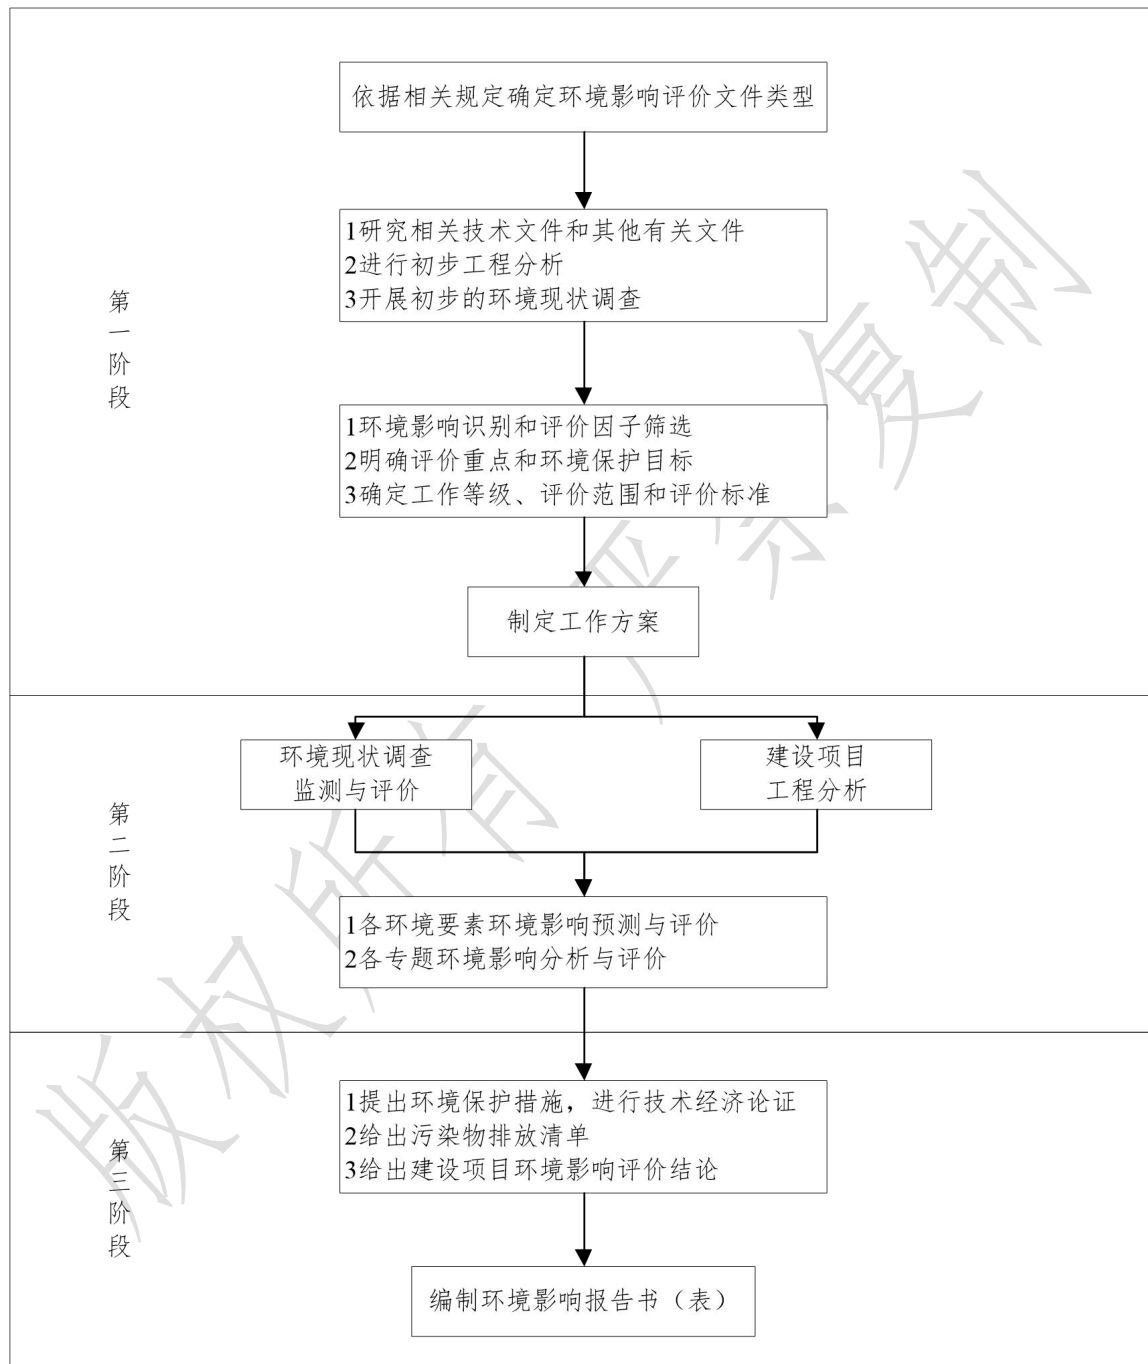 依据相关规定确定环境影响评价文件类型
1研究相关技术文件和其他有关文件
2进行初步工程分析
3开展初步的环境现状调查
第一阶段
1环境影响识别和评价因子筛选
2明确评价重点和环境保护目标
3确定工作等级、评价范围和评价标准
制定工作方案
环境现状调查
监测与评价
建设项目
工程分析
第二阶段
1各环境要素环境影响预测与评价
2各专题环境影响分析与评价
1提出环境保护措施，进行技术经济论证
2给出污染物排放清单
3给出建设项目环境影响评价结论
第三阶段
编制环境影响报告书（表）
版权所有 严禁复制